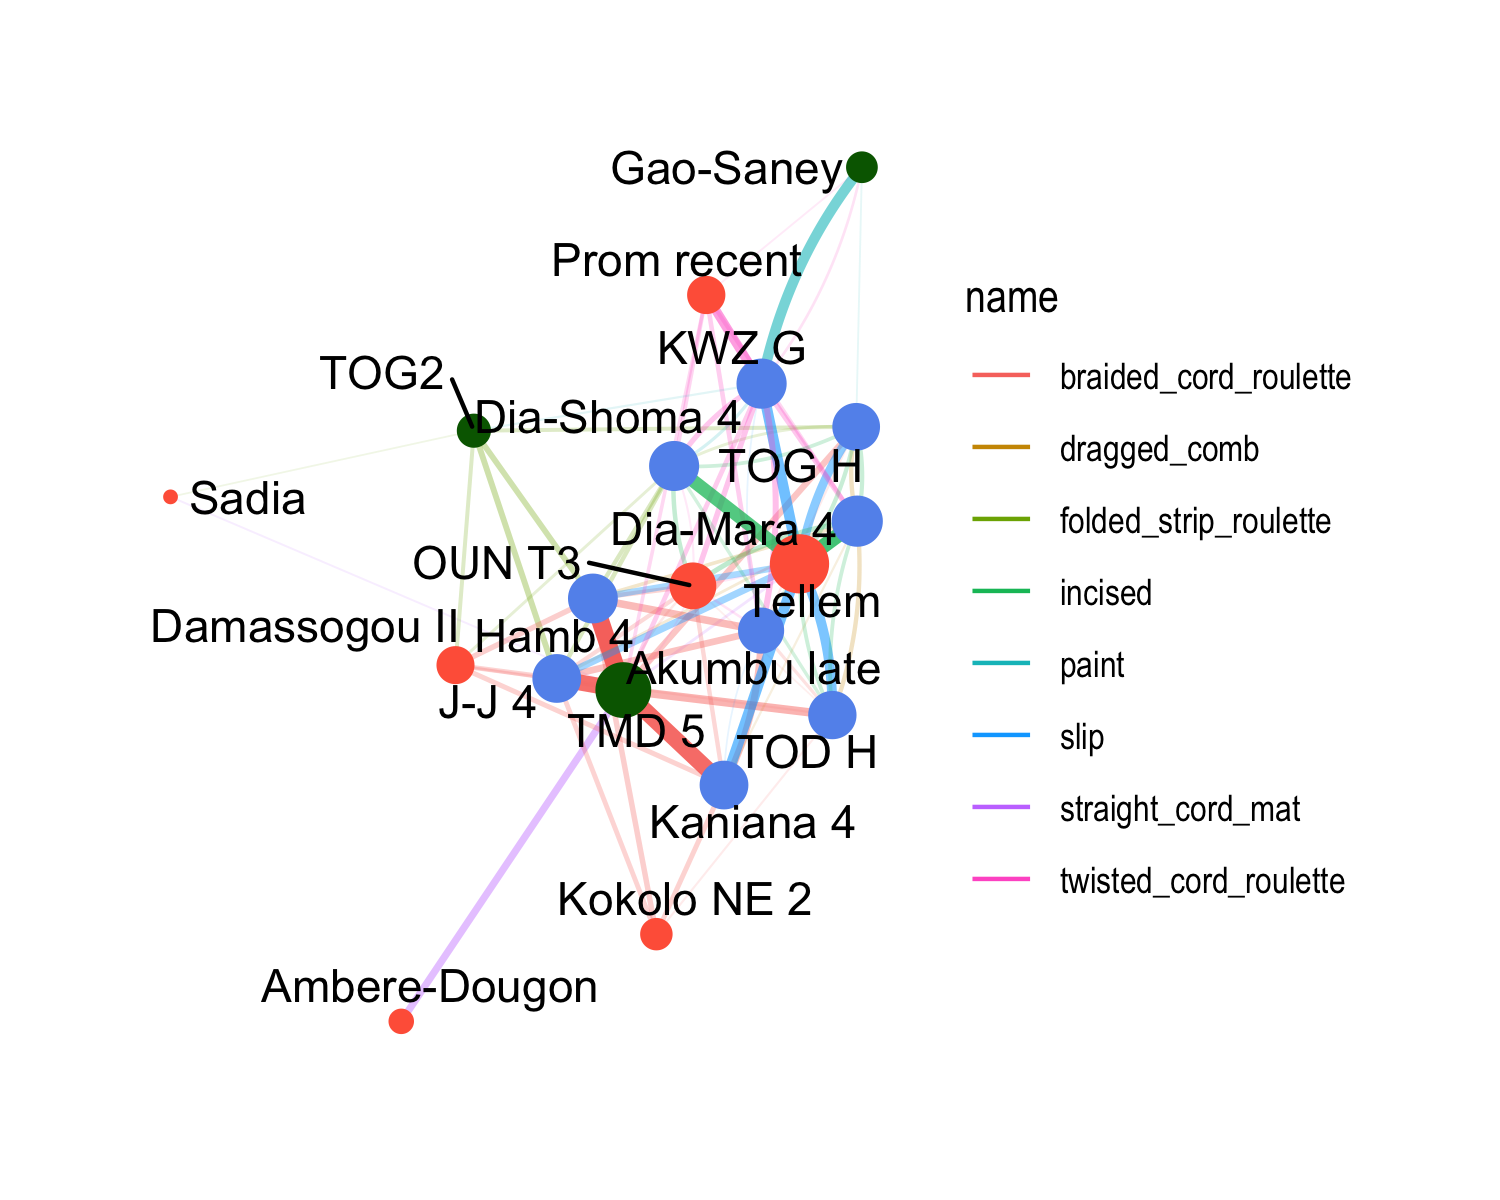 Gao-Saney
Prom recent
KWZ G
TOG2
Dia-Shoma 4
TOG H
Sadia
Dia-Mara 4
OUN T3
Tellem
Damassogou II
Hamb 4
Akumbu late
J-J 4
TMD 5
TOD H
Kaniana 4
Kokolo NE 2
Ambere-Dougon
name
braided_cord_roulette
dragged_comb
folded_strip_roulette
incised
paint
slip
straight_cord_mat
twisted_cord_roulette